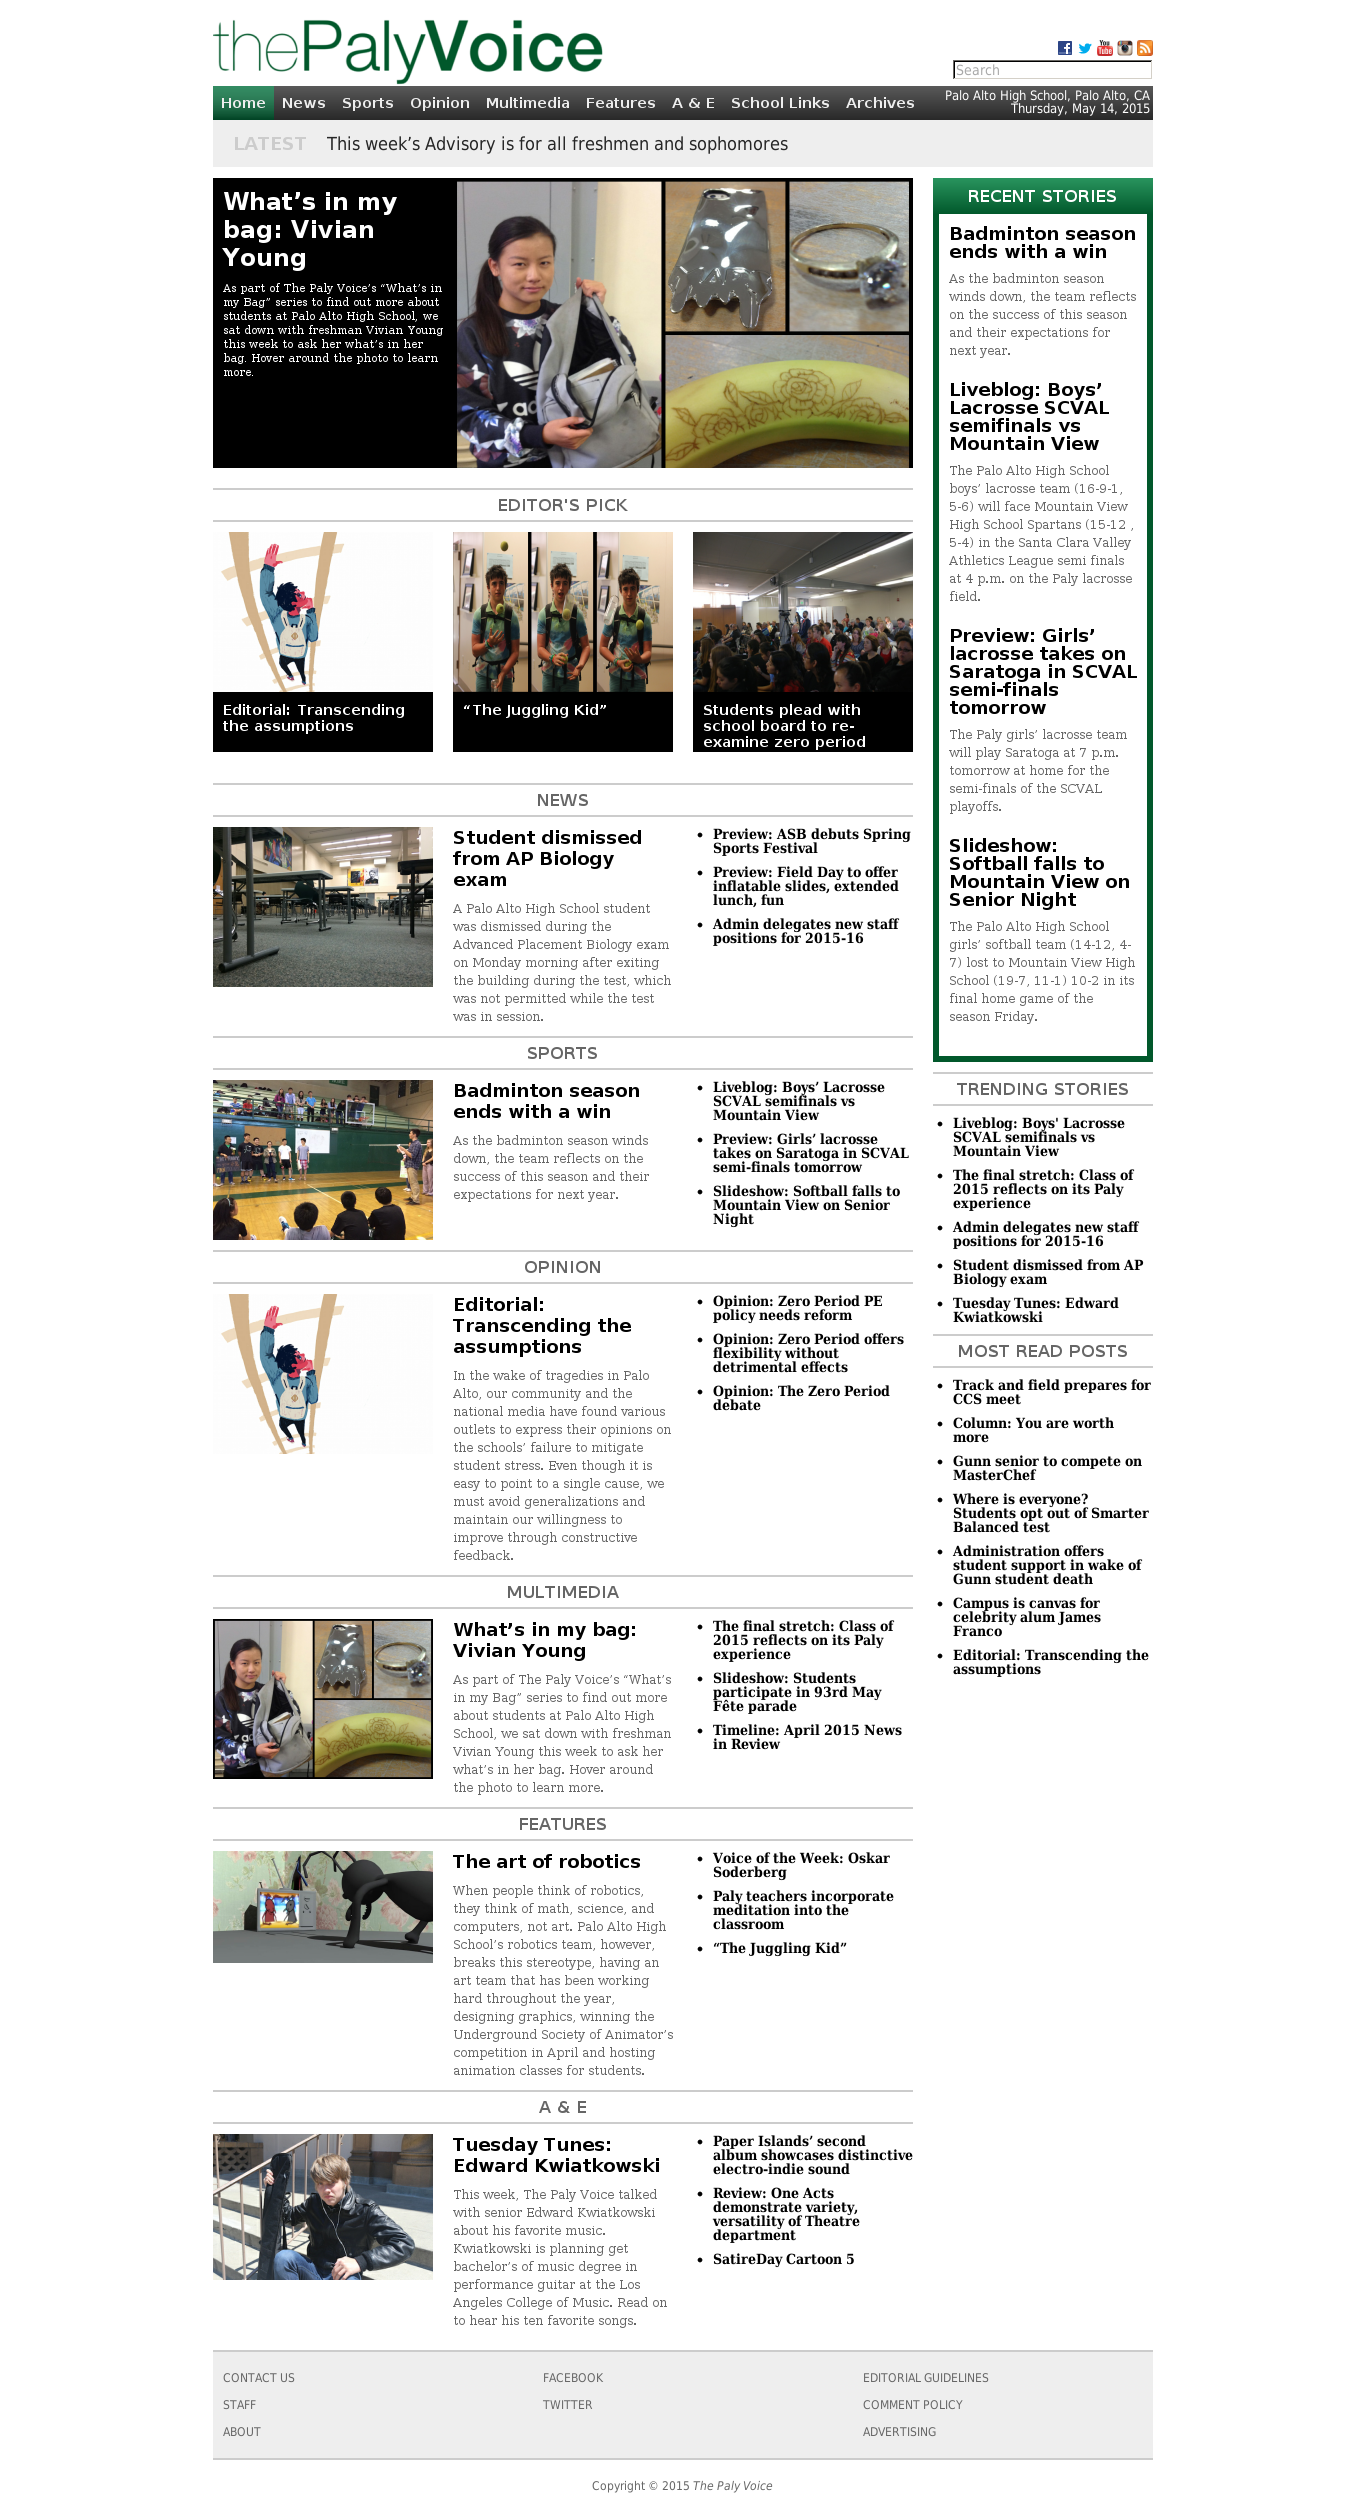 thePalyVoice
Search
Home News Sports Opinion Multimedia Features A & E School Links Archives
Palo Alto High School, Palo Alto, CA
Thursday, May 14, 2015
LATEST This week’s Advisory is for all freshmen and sophomores
What’s in my
bag: Vivian
Young
As part of The Paly Voice’s “What’s in
my Bag” series to find out more about
students at Palo Alto High School, we
sat down with freshman Vivian Young
this week to ask her what’s in her
bag. Hover around the photo to learn
more.
EDITOR'S PICK
Editorial: Transcending
the assumptions
“The Juggling Kid”
Students plead with
school board to re-
examine zero period
NEWS
Student dismissed
from AP Biology
exam
A Palo Alto High School student
was dismissed during the
Advanced Placement Biology exam
on Monday morning after exiting
the building during the test, which
was not permitted while the test
was in session.
• Preview: ASB debuts Spring
Sports Festival
• Preview: Field Day to offer
inflatable slides, extended
lunch, fun
• Admin delegates new staff
positions for 2015-16
SPORTS
Badminton season
ends with a win
As the badminton season winds
down, the team reflects on the
success of this season and their
expectations for next year.
• Liveblog: Boys’ Lacrosse
SCVAL semifinals vs
Mountain View
• Preview: Girls’ lacrosse
takes on Saratoga in SCVAL
semi-finals tomorrow
• Slideshow: Softball falls to
Mountain View on Senior
Night
OPINION
Editorial:
Transcending the
assumptions
In the wake of tragedies in Palo
Alto, our community and the
national media have found various
outlets to express their opinions on
the schools’ failure to mitigate
student stress. Even though it is
easy to point to a single cause, we
must avoid generalizations and
maintain our willingness to
improve through constructive
feedback.
• Opinion: Zero Period PE
policy needs reform
• Opinion: Zero Period offers
flexibility without
detrimental effects
• Opinion: The Zero Period
debate
MULTIMEDIA
What’s in my bag:
Vivian Young
As part of The Paly Voice’s “What’s
in my Bag” series to find out more
about students at Palo Alto High
School, we sat down with freshman
Vivian Young this week to ask her
what’s in her bag. Hover around
the photo to learn more.
• The final stretch: Class of
2015 reflects on its Paly
experience
• Slideshow: Students
participate in 93rd May
Fête parade
• Timeline: April 2015 News
in Review
FEATURES
The art of robotics
When people think of robotics,
they think of math, science, and
computers, not art. Palo Alto High
School’s robotics team, however,
breaks this stereotype, having an
art team that has been working
hard throughout the year,
designing graphics, winning the
Underground Society of Animator’s
competition in April and hosting
animation classes for students.
• Voice of the Week: Oskar
Soderberg
• Paly teachers incorporate
meditation into the
classroom
• “The Juggling Kid”
A & E
Tuesday Tunes:
Edward Kwiatkowski
This week, The Paly Voice talked
with senior Edward Kwiatkowski
about his favorite music.
Kwiatkowski is planning get
bachelor’s of music degree in
performance guitar at the Los
Angeles College of Music. Read on
to hear his ten favorite songs.
• Paper Islands’ second
album showcases distinctive
electro-indie sound
• Review: One Acts
demonstrate variety,
versatility of Theatre
department
• SatireDay Cartoon 5
RECENT STORIES
Badminton season
ends with a win
As the badminton season
winds down, the team reflects
on the success of this season
and their expectations for
next year.
Liveblog: Boys’
Lacrosse SCVAL
semifinals vs
Mountain View
The Palo Alto High School
boys’ lacrosse team (16-9-1,
5-6) will face Mountain View
High School Spartans (15-12 ,
5-4) in the Santa Clara Valley
Athletics League semi finals
at 4 p.m. on the Paly lacrosse
field.
Preview: Girls’
lacrosse takes on
Saratoga in SCVAL
semi-finals
tomorrow
The Paly girls’ lacrosse team
will play Saratoga at 7 p.m.
tomorrow at home for the
semi-finals of the SCVAL
playoffs.
Slideshow:
Softball falls to
Mountain View on
Senior Night
The Palo Alto High School
girls’ softball team (14-12, 4-
7) lost to Mountain View High
School (19-7, 11-1) 10-2 in its
final home game of the
season Friday.
TRENDING STORIES
• Liveblog: Boys' Lacrosse
SCVAL semifinals vs
Mountain View
• The final stretch: Class of
2015 reflects on its Paly
experience
• Admin delegates new staff
positions for 2015-16
• Student dismissed from AP
Biology exam
• Tuesday Tunes: Edward
Kwiatkowski
MOST READ POSTS
• Track and field prepares for
CCS meet
• Column: You are worth
more
• Gunn senior to compete on
MasterChef
• Where is everyone?
Students opt out of Smarter
Balanced test
• Administration offers
student support in wake of
Gunn student death
• Campus is canvas for
celebrity alum James
Franco
• Editorial: Transcending the
assumptions
CONTACT US
STAFF
ABOUT
FACEBOOK
TWITTER
EDITORIAL GUIDELINES
COMMENT POLICY
ADVERTISING
Copyright © 2015 The Paly Voice